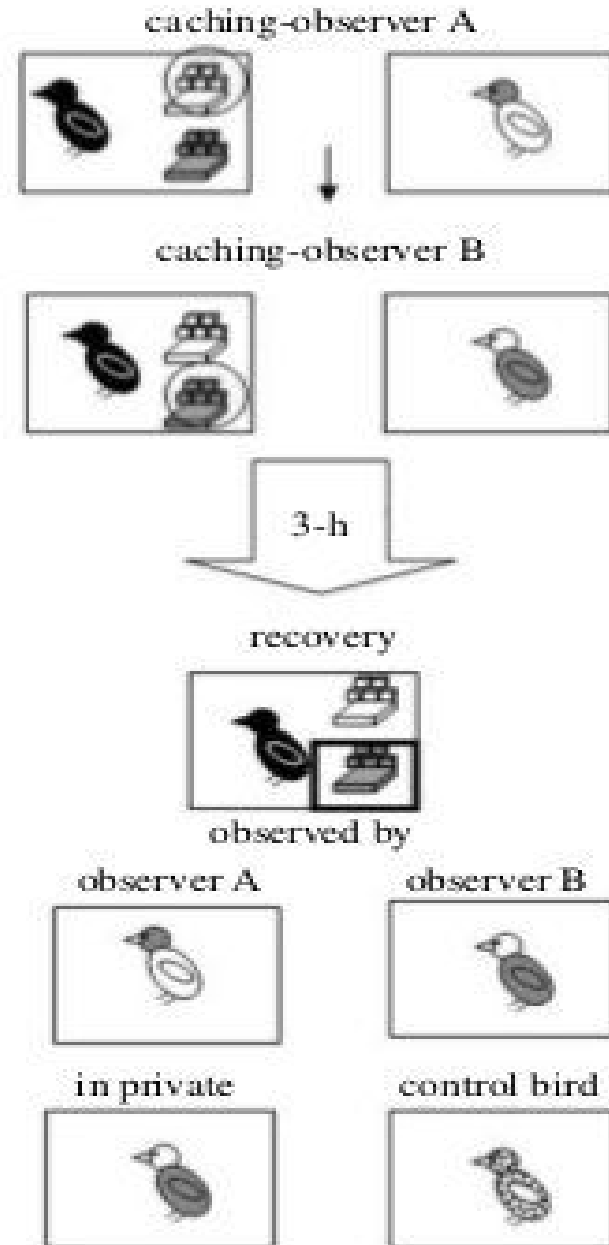 caching-observer A
caching-observer B
3-h
recovery
observed by
observer A
observer B
in private
control bird